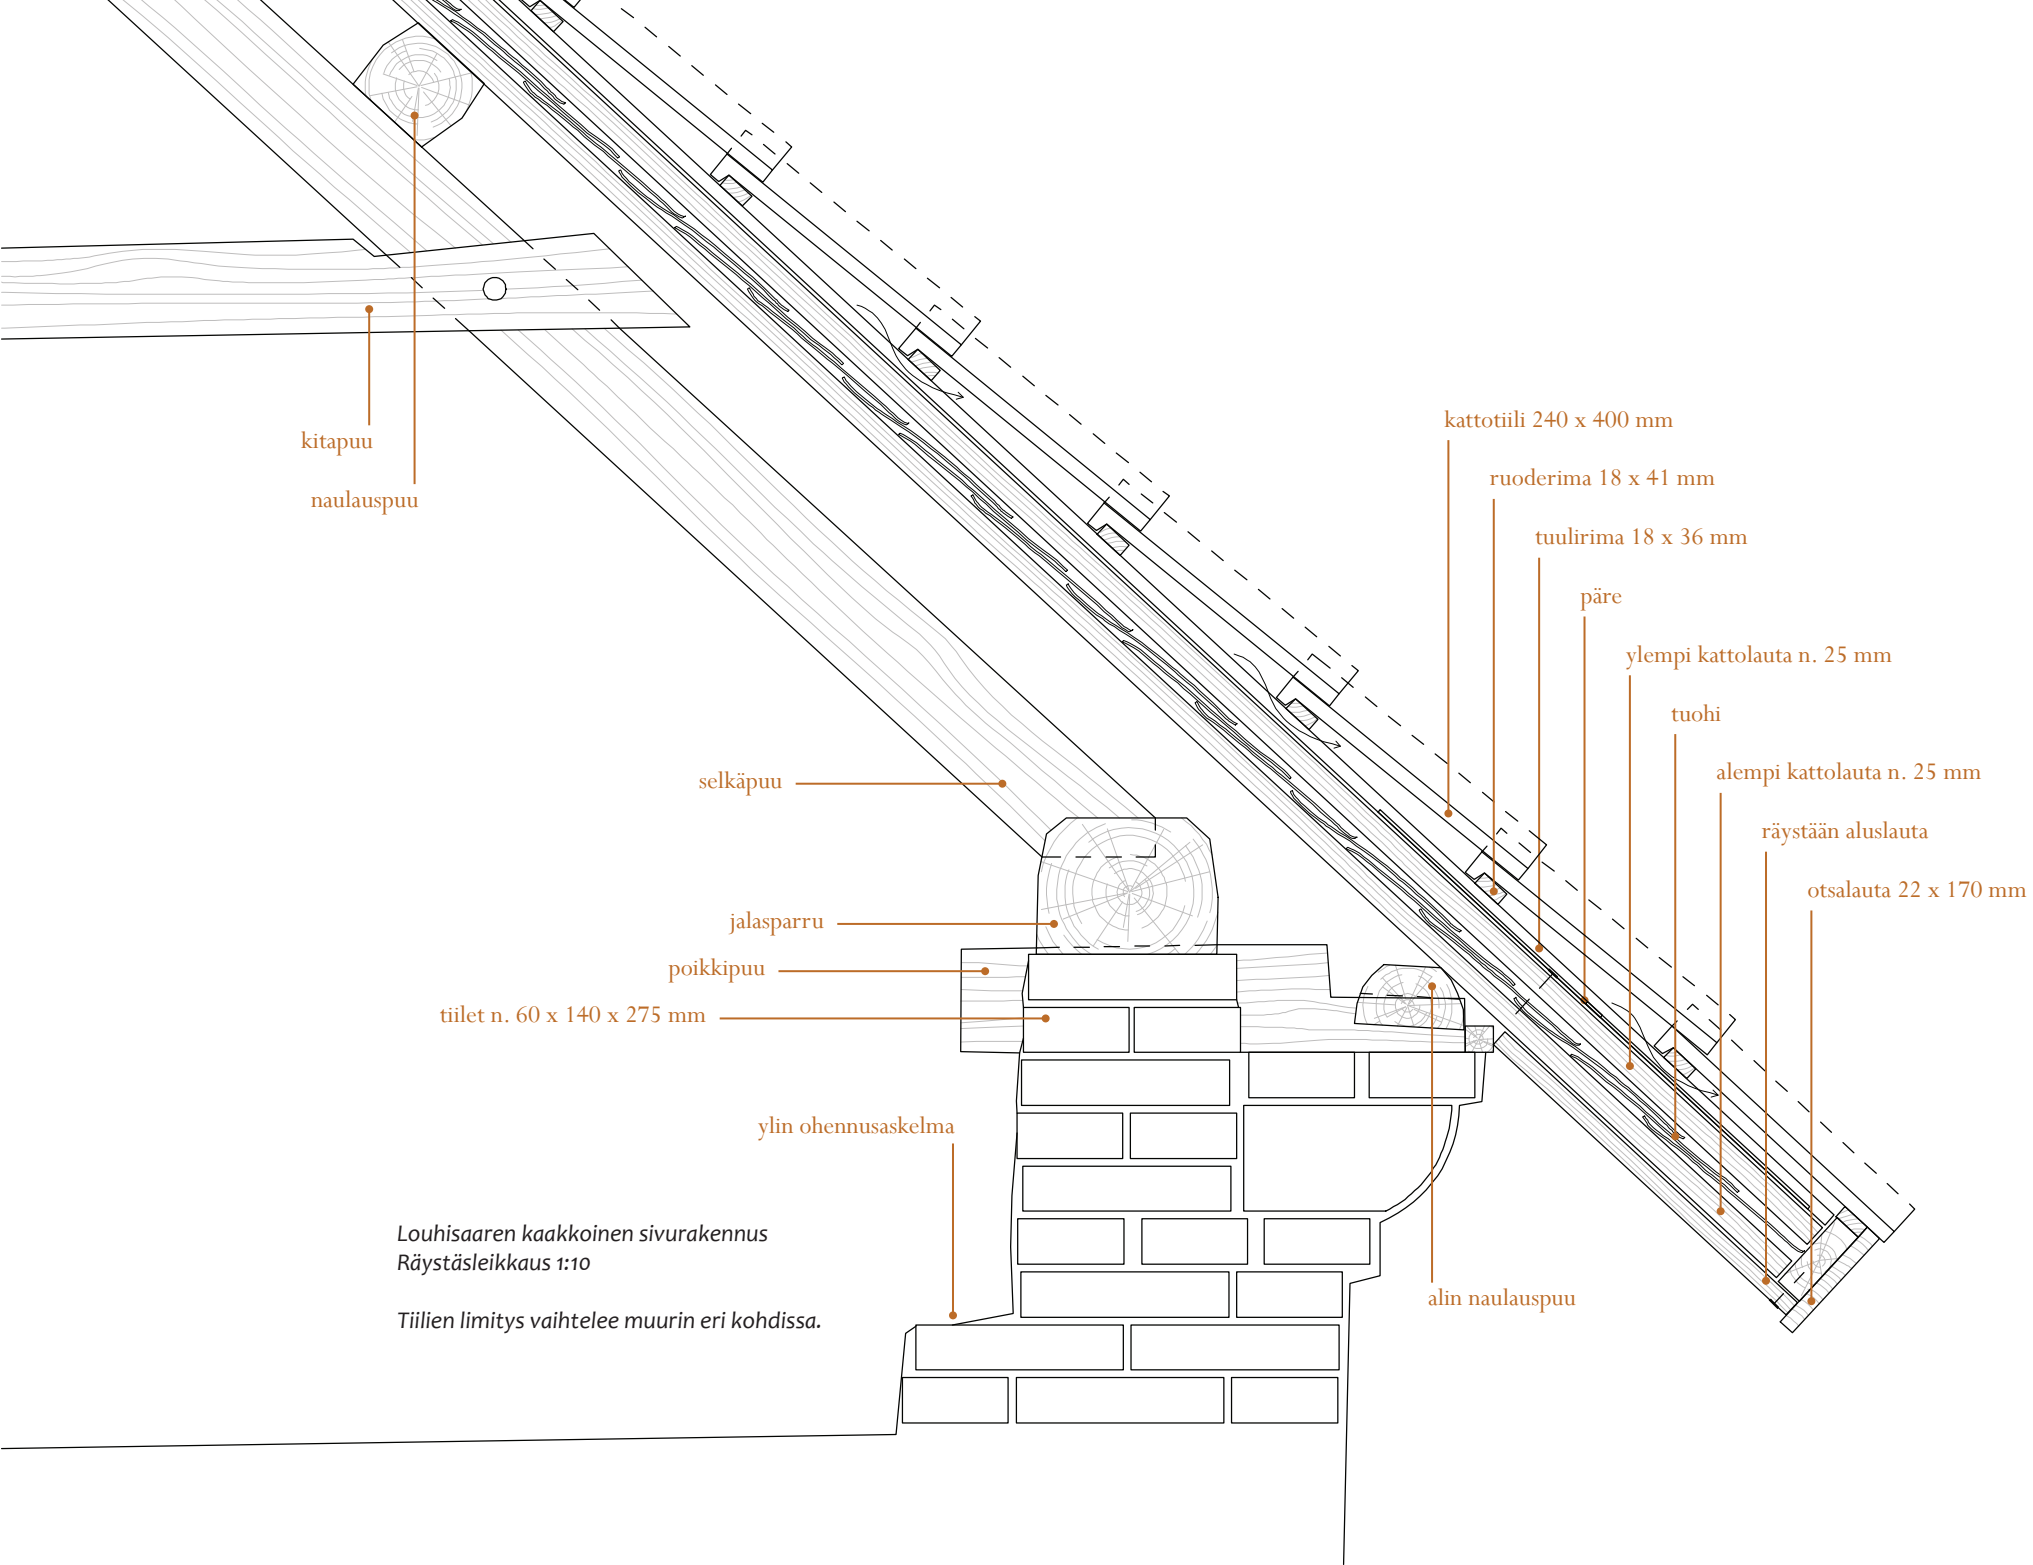 kitapuu
naulauspuu
kattotiili 240 x 400 mm
ruoderima 18 x 41 mm
tuulirima 18 x 36 mm
päre
ylempi kattolauta n. 25 mm
tuohi
alempi kattolauta n. 25 mm
räystään aluslauta
otsalauta 22 x 170 mm
selkäpuu
jalasparru
poikkipuu
tiilet n. 60 x 140 x 275 mm
ylin ohennusaskelma
alin naulauspuu
Louhisaaren kaakkoinen sivurakennus
Räystäsleikkaus 1:10
Tiilien limitys vaihtelee muurin eri kohdissa.